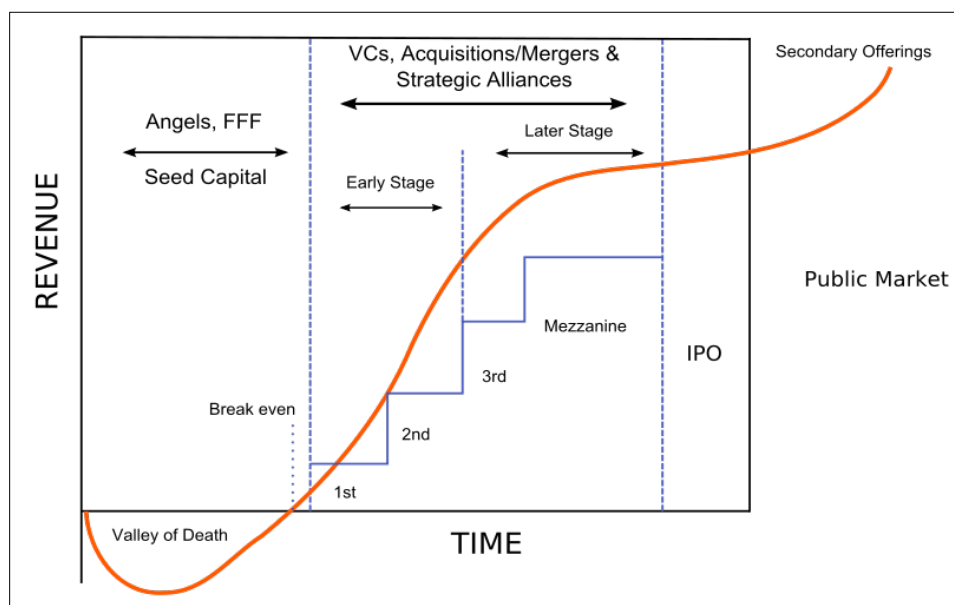 VCs, Acquisitions/Mergers &
Strategic Alliances
Secondary Offerings
Angels, FFF
Seed Capital
Later Stage
Early Stage
REVENUE
Public Market
Mezzanine
IPO
3rd
Break even
2nd
1st
Valley of Death
TIME